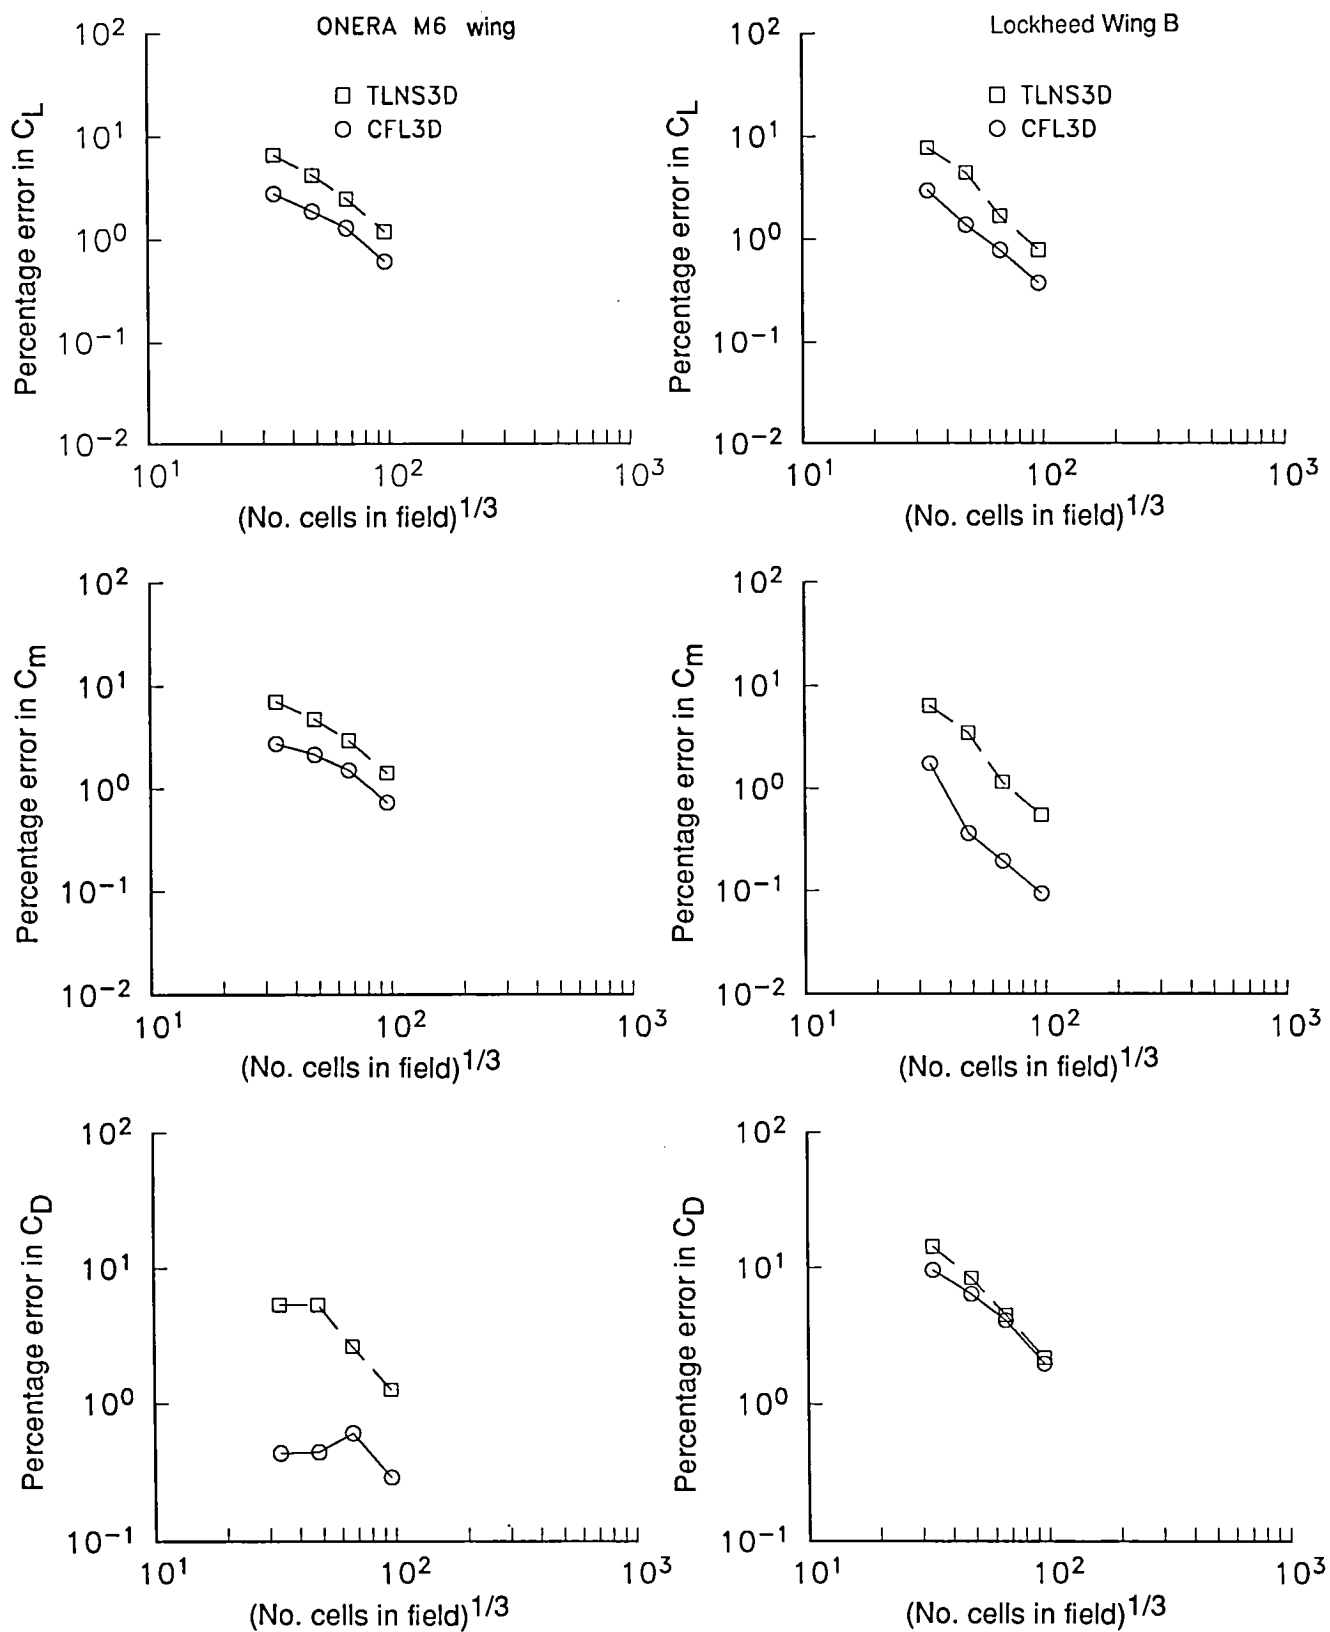 ONERA M6 wing
□ TLNS3D
○ CFL3D
Percentage error in C_L
10² 10¹ 10⁰ 10⁻¹ 10⁻²
10¹ 10² 10³
(No. cells in field)^1/3
Lockheed Wing B
□ TLNS3D
○ CFL3D
Percentage error in C_L
10² 10¹ 10⁰ 10⁻¹ 10⁻²
10¹ 10² 10³
(No. cells in field)^1/3
Percentage error in C_m
10² 10¹ 10⁰ 10⁻¹ 10⁻²
10¹ 10² 10³
(No. cells in field)^1/3
Percentage error in C_m
10² 10¹ 10⁰ 10⁻¹ 10⁻²
10¹ 10² 10³
(No. cells in field)^1/3
Percentage error in C_D
10² 10¹ 10⁰ 10⁻¹
10¹ 10² 10³
(No. cells in field)^1/3
Percentage error in C_D
10² 10¹ 10⁰ 10⁻¹
10¹ 10² 10³
(No. cells in field)^1/3